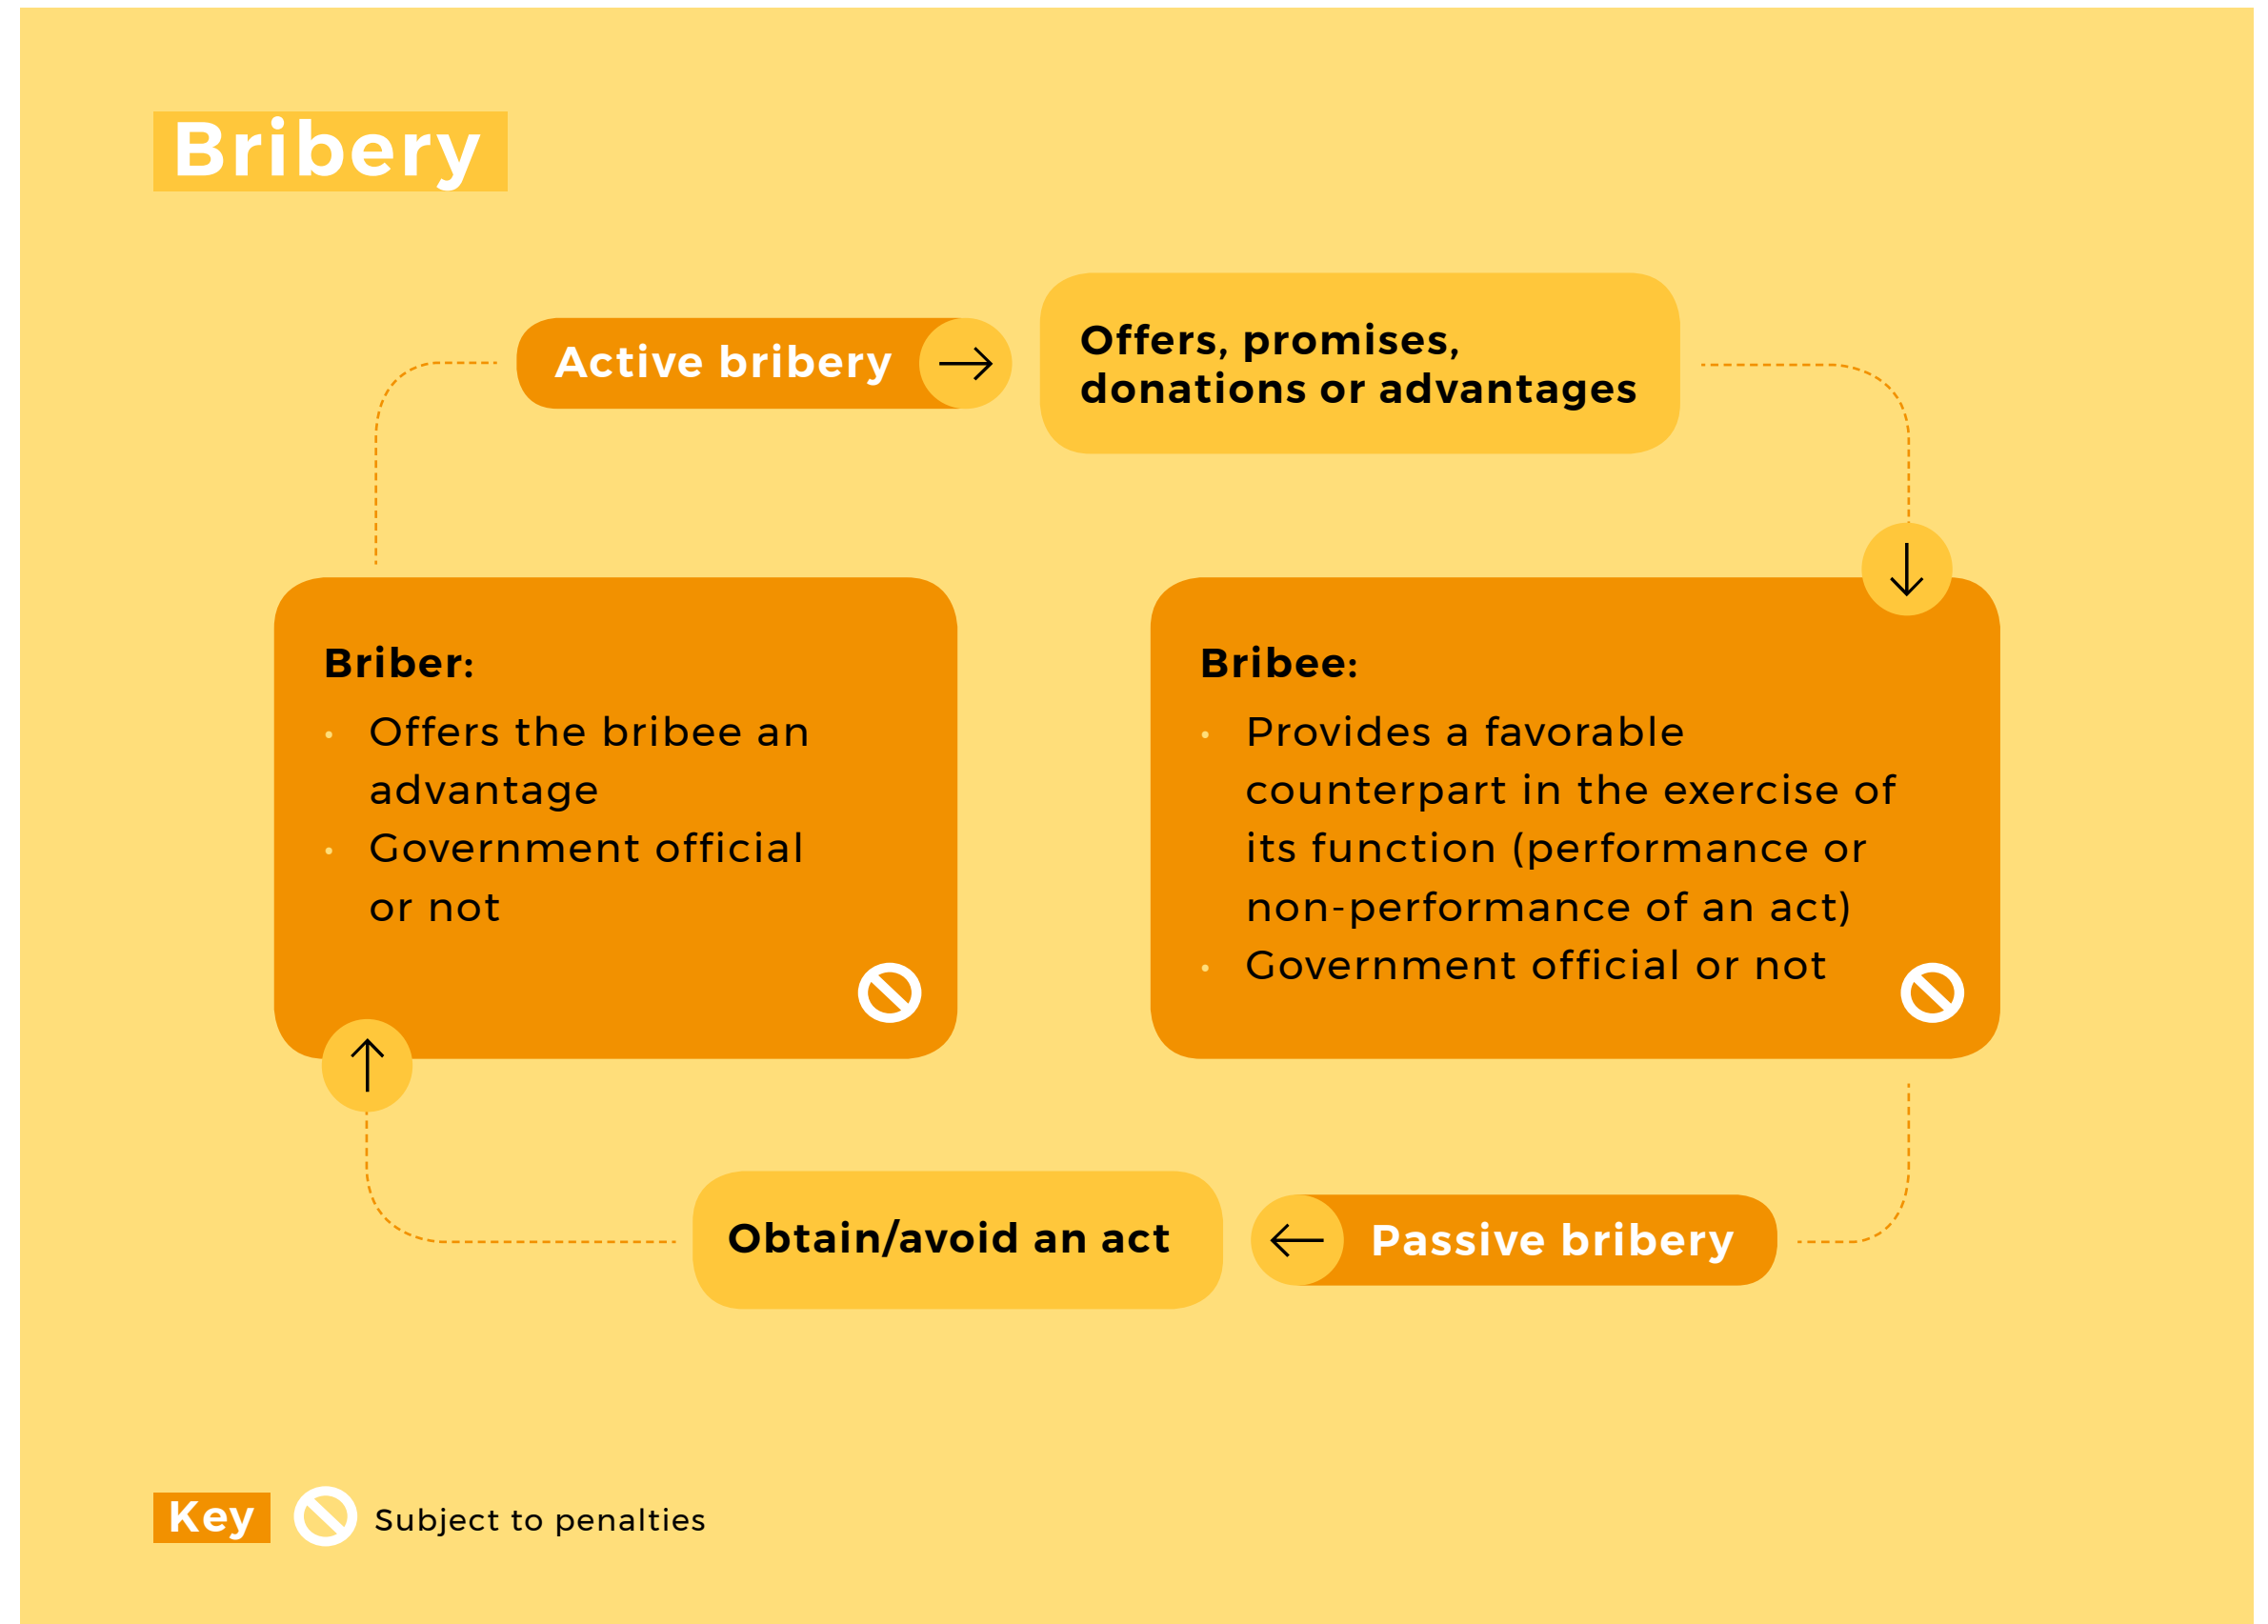 Bribery
Active bribery
Offers, promises,
donations or advantages
Briber:
• Offers the bribee an
advantage
• Government official
or not
Bribee:
• Provides a favorable
counterpart in the exercise of
its function (performance or
non-performance of an act)
• Government official or not
Obtain/avoid an act
Passive bribery
Key
Subject to penalties